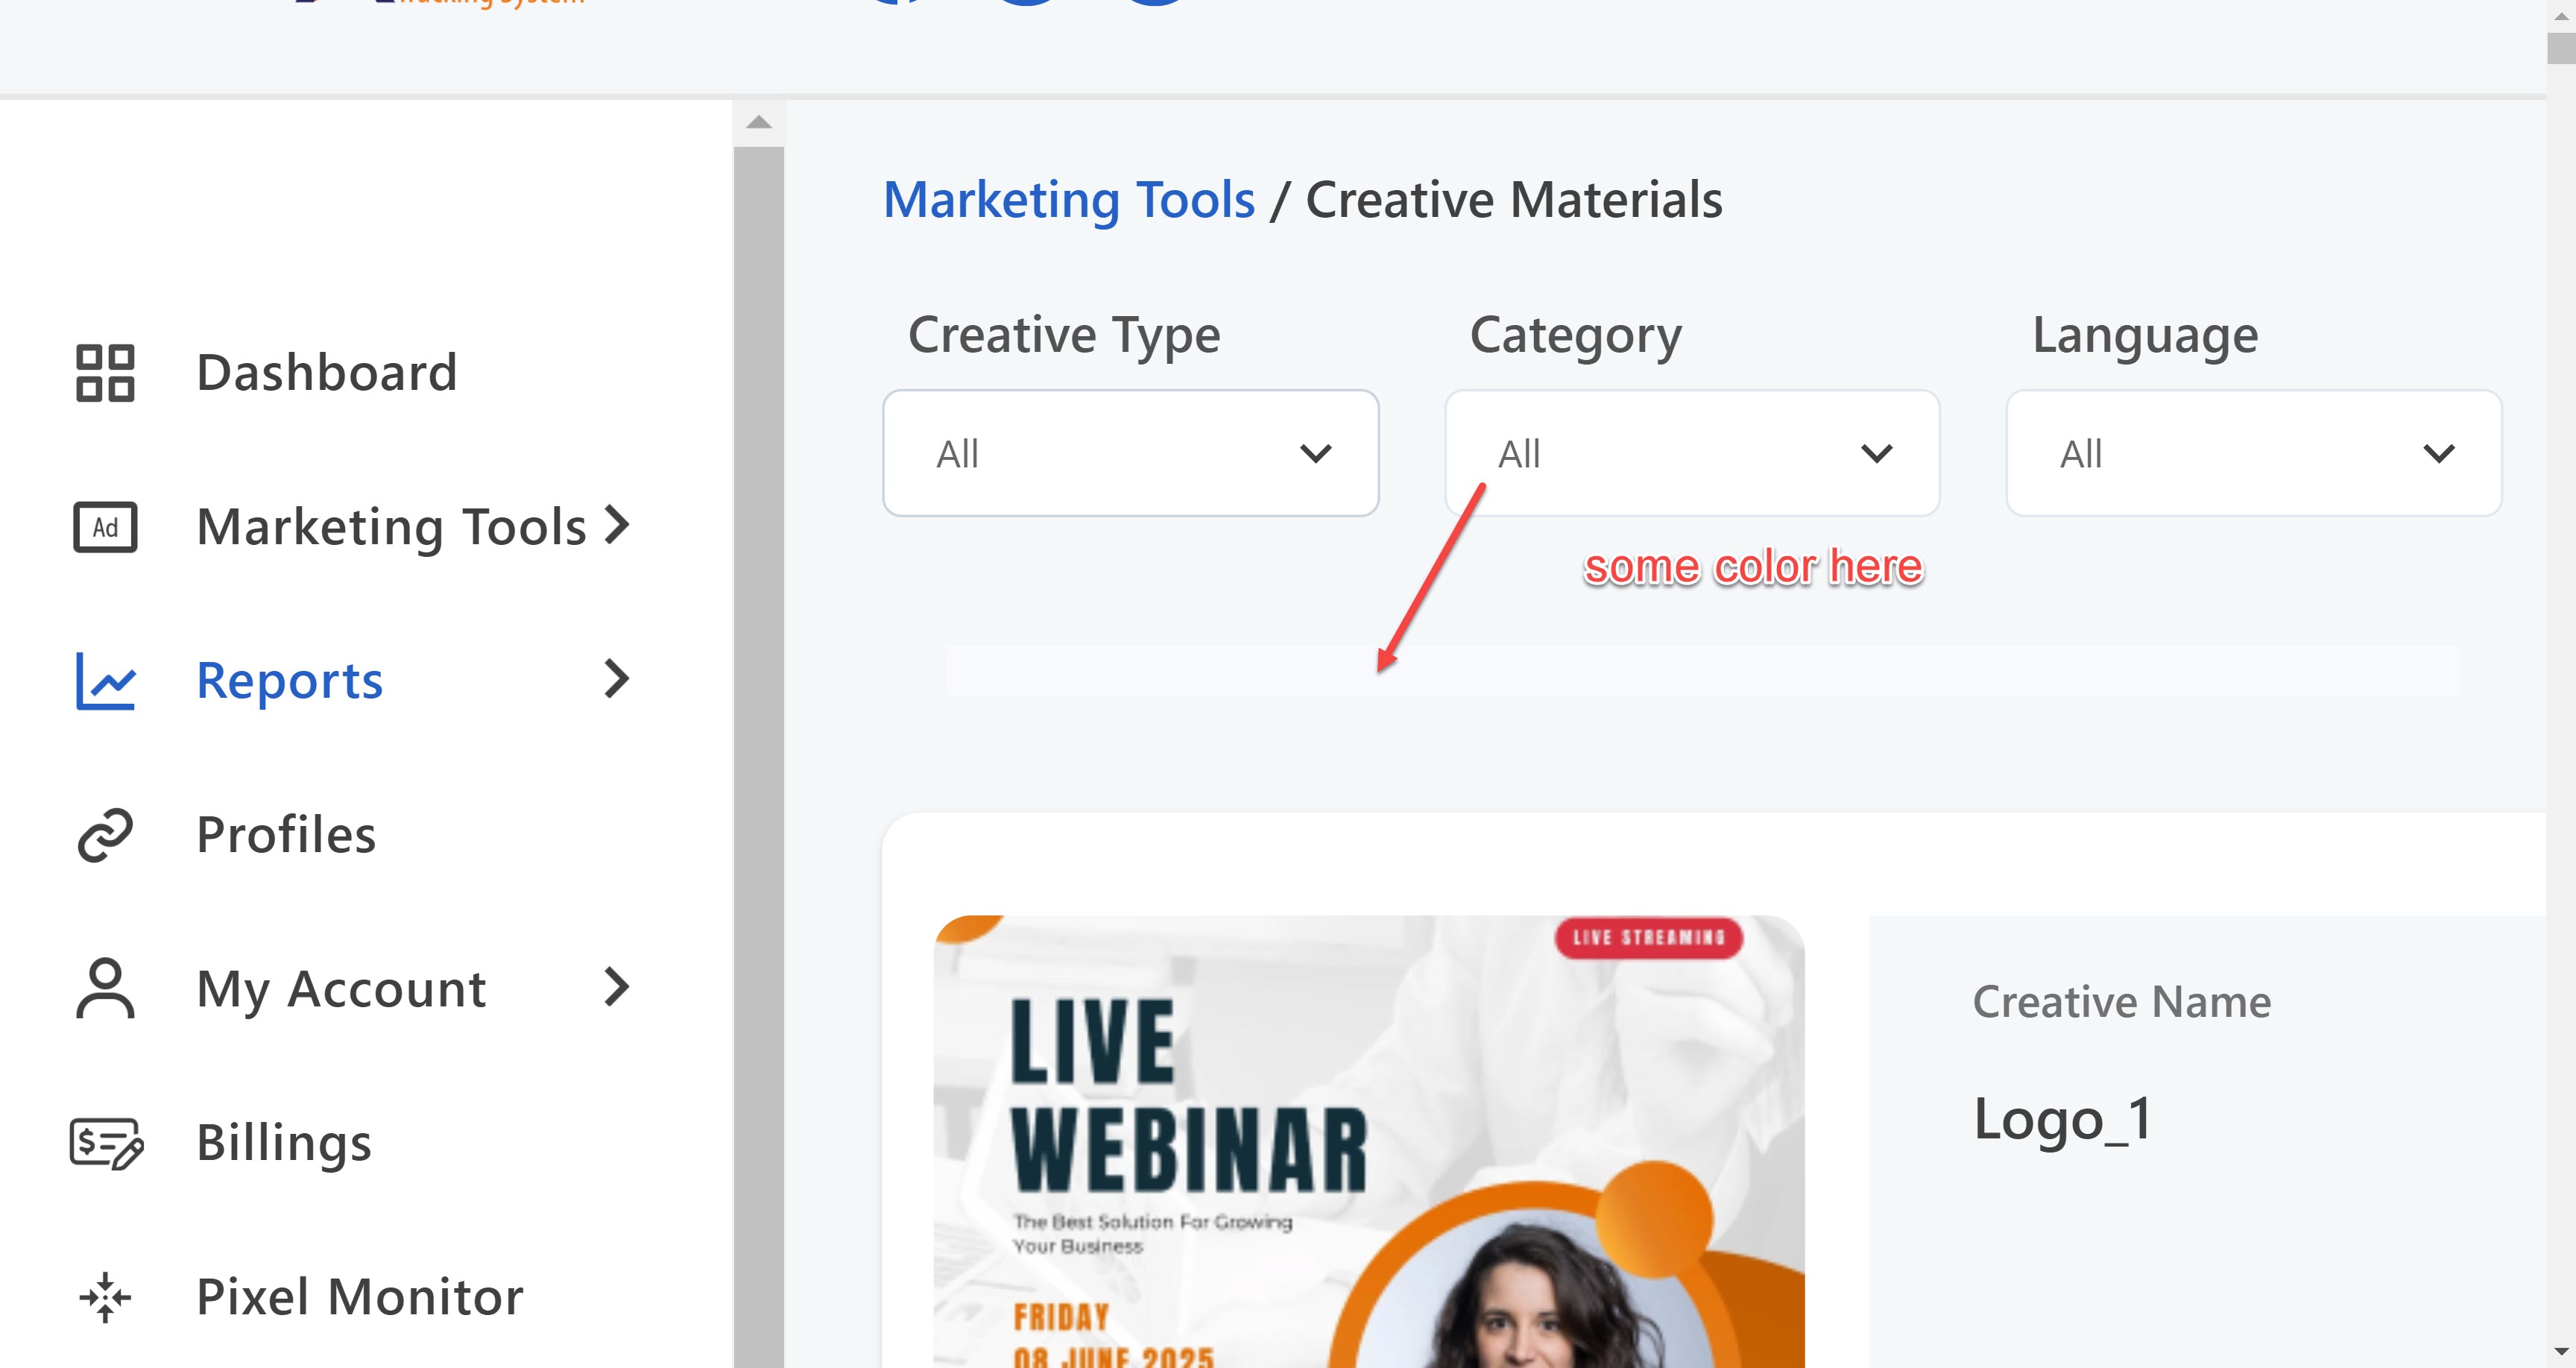 Tracking System
Dashboard
Ad
Marketing Tools
Reports
Profiles
My Account
$
Billings
Pixel Monitor
Marketing Tools / Creative Materials
Creative Type
Category
Language
All
All
All
some color here
LIVE STREAMING
LIVE
WEBINAR
The Best Solution For Growing
Your Business
FRIDAY
08 JUNE 2025
Creative Name
Logo_1